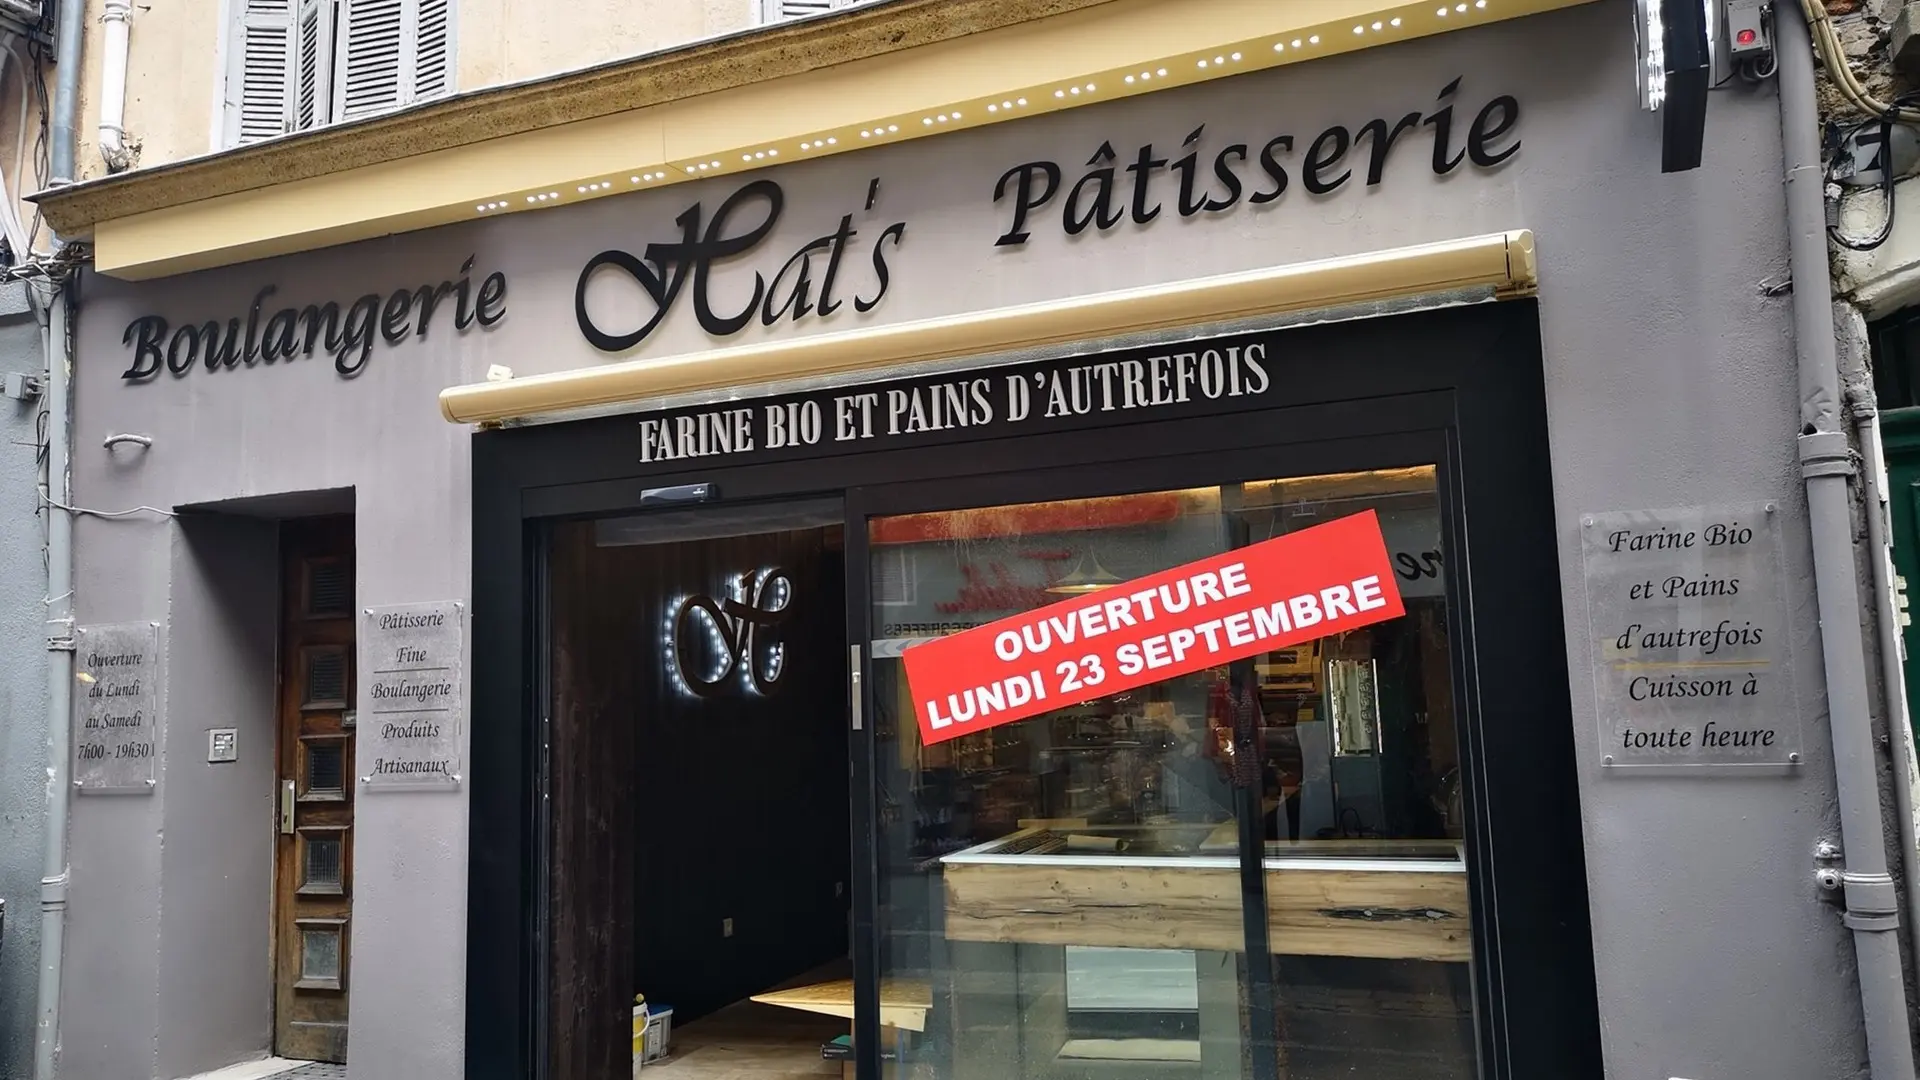 Boulangerie Hat's Pâtisserie
FARINE BIO ET PAINS D'AUTREFOIS
H
OUVERTURE
LUNDI 23 SEPTEMBRE
Ouverture
du Lundi
au Samedi
7h00 - 19h30
Pâtisserie
Fine
Boulangerie
Produits
Artisanaux
Farine Bio
et Pains
d'autrefois
Cuisson à
toute heure